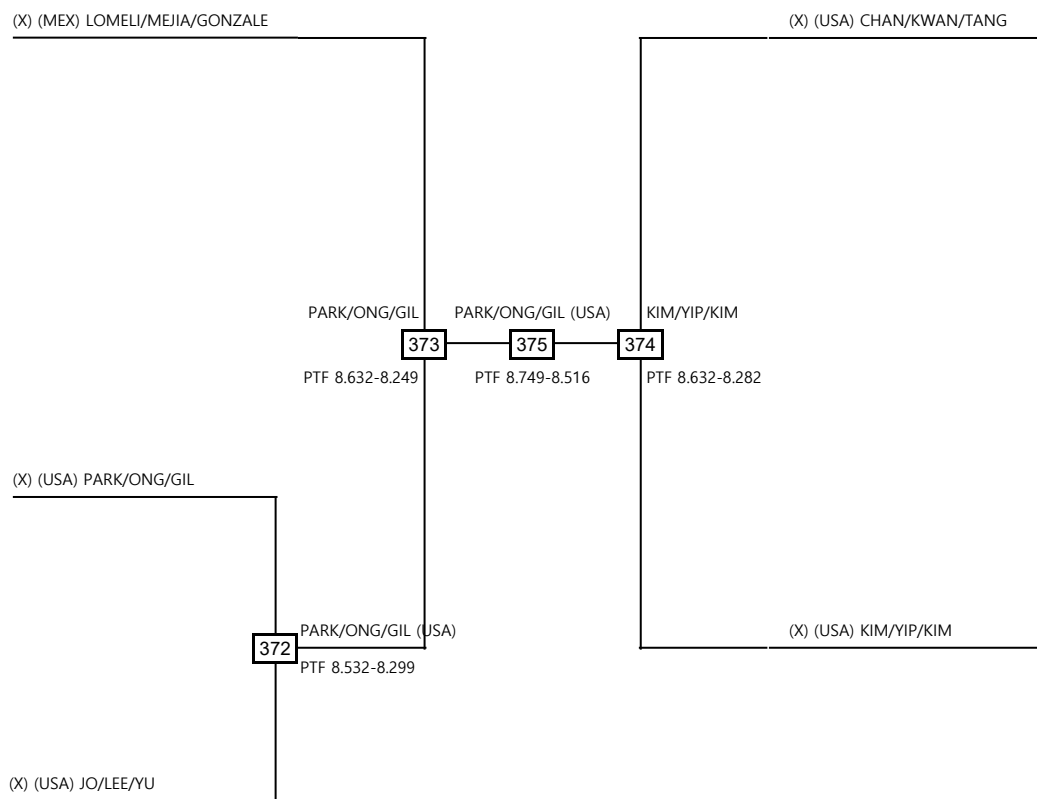 (X) (MEX) LOMELI/MEJIA/GONZALE
(X) (USA) CHAN/KWAN/TANG
PARK/ONG/GIL
PARK/ONG/GIL (USA)
KIM/YIP/KIM
373
375
374
PTF 8.632-8.249
PTF 8.749-8.516
PTF 8.632-8.282
(X) (USA) PARK/ONG/GIL
PARK/ONG/GIL (USA)
(X) (USA) KIM/YIP/KIM
372
PTF 8.532-8.299
(X) (USA) JO/LEE/YU